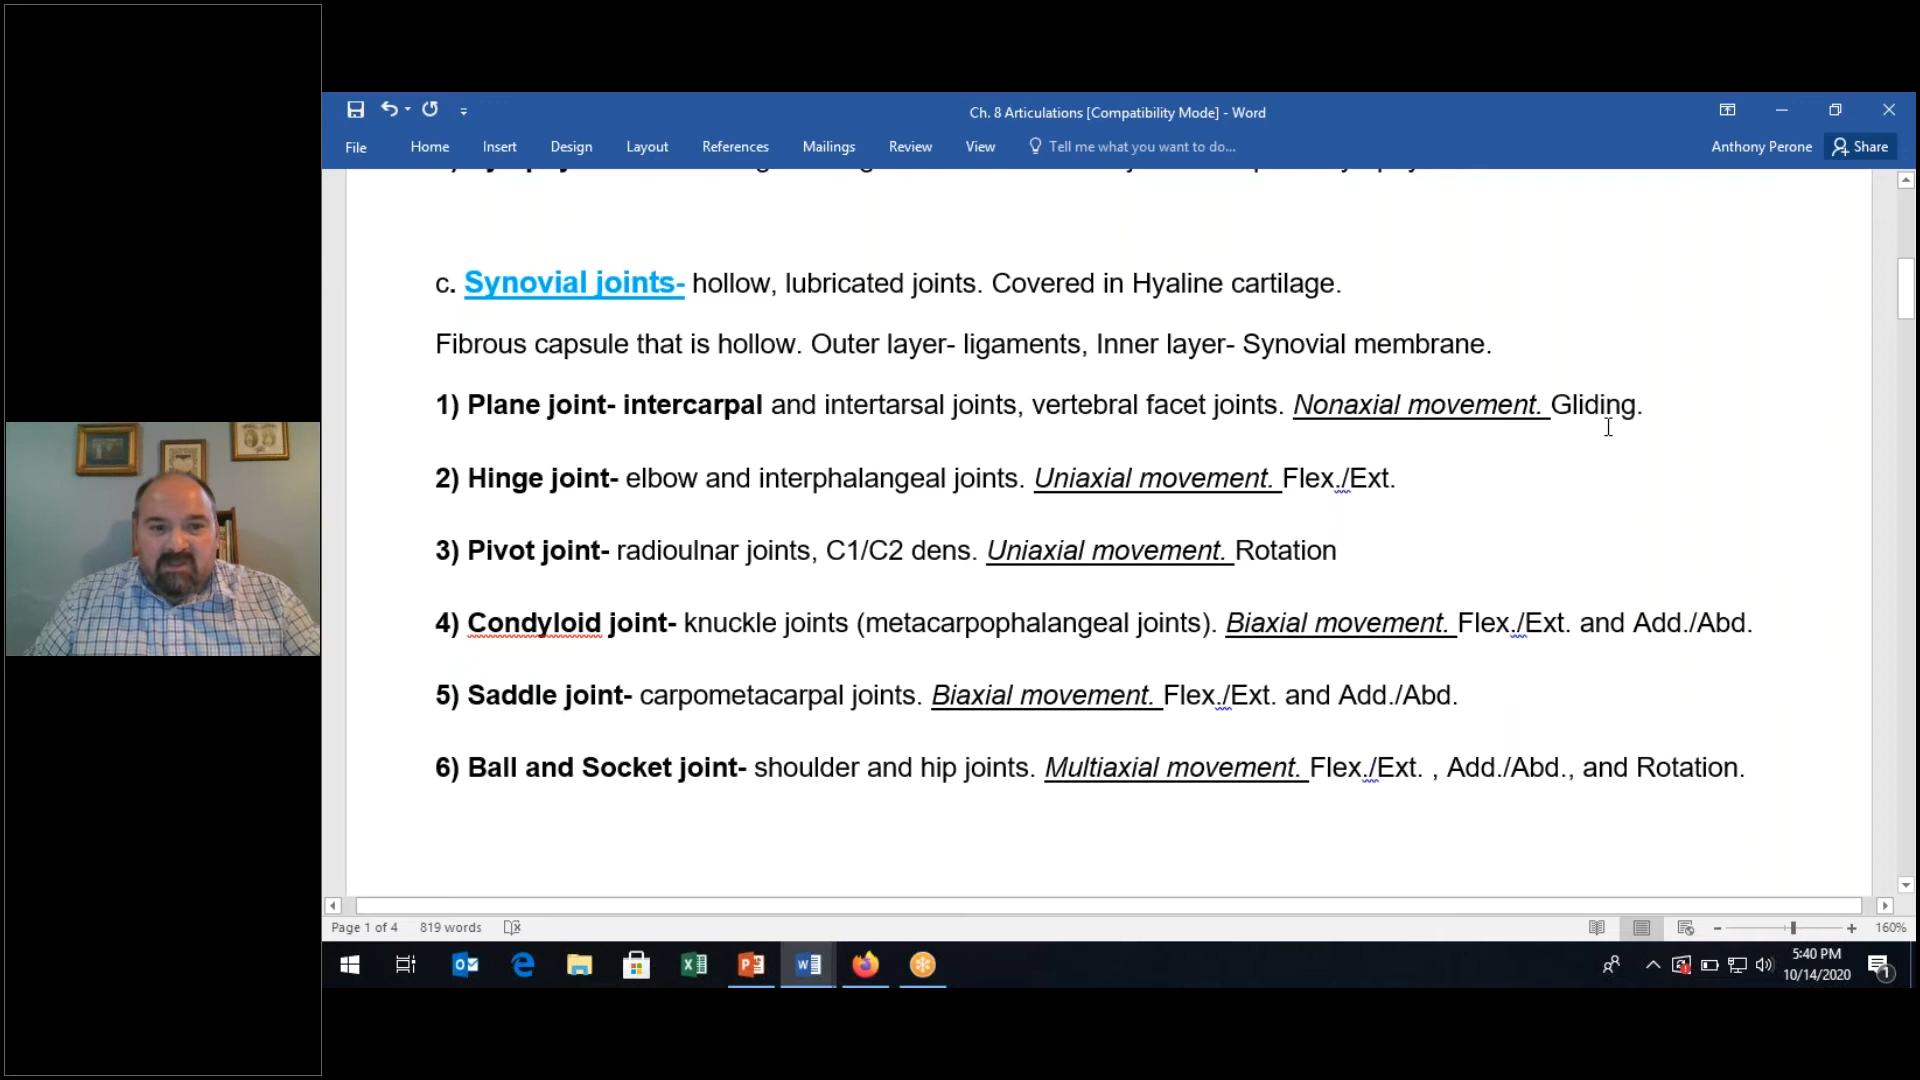 Ch. 8 Articulations [Compatibility Mode] - Word
File Home Insert Design Layout References Mailings Review View Tell me what you want to do... Anthony Perone Share
c. Synovial joints- hollow, lubricated joints. Covered in Hyaline cartilage.
Fibrous capsule that is hollow. Outer layer- ligaments, Inner layer- Synovial membrane.
1) Plane joint- intercarpal and intertarsal joints, vertebral facet joints. Nonaxial movement. Gliding.
2) Hinge joint- elbow and interphalangeal joints. Uniaxial movement. Flex./Ext.
3) Pivot joint- radioulnar joints, C1/C2 dens. Uniaxial movement. Rotation
4) Condyloid joint- knuckle joints (metacarpophalangeal joints). Biaxial movement. Flex./Ext. and Add./Abd.
5) Saddle joint- carpometacarpal joints. Biaxial movement. Flex./Ext. and Add./Abd.
6) Ball and Socket joint- shoulder and hip joints. Multiaxial movement. Flex./Ext. , Add./Abd., and Rotation.
Page 1 of 4 819 words 160%
5:40 PM
10/14/2020
1